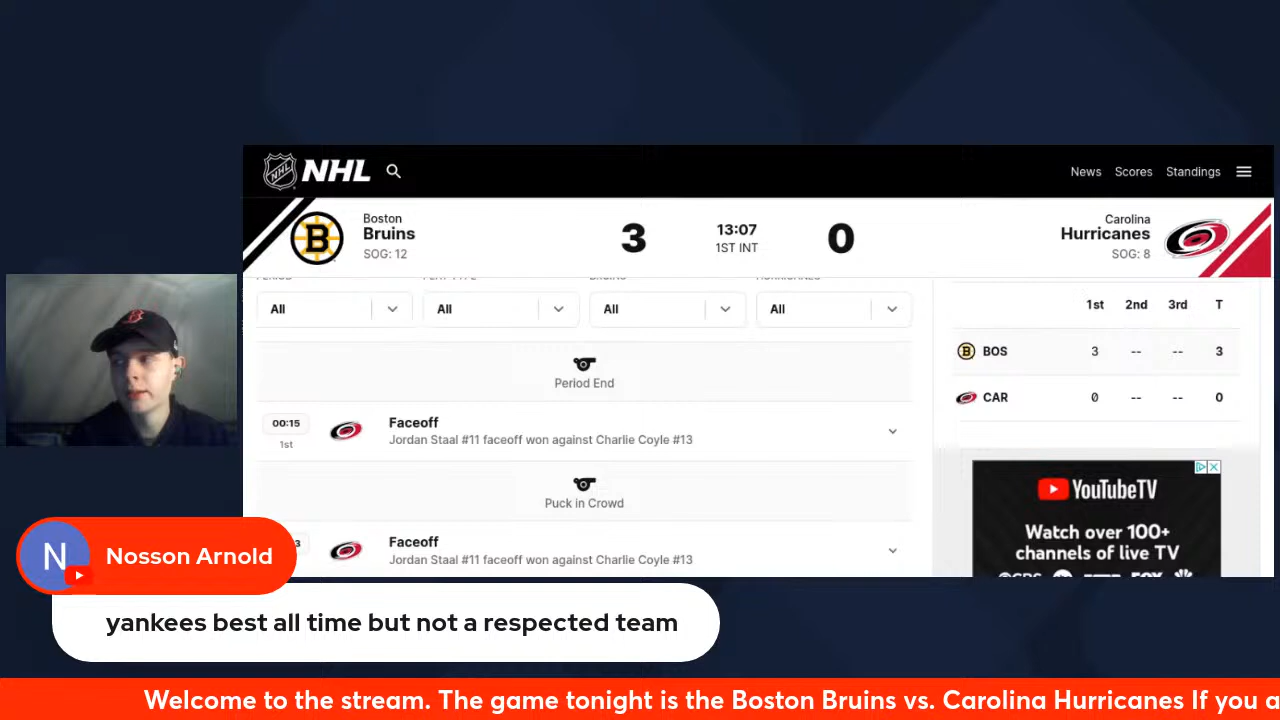 NHL
News Scores Standings
Boston
Bruins
SOG: 12
3
13:07
1ST INT
0
Carolina
Hurricanes
SOG: 8
All All All All
1st 2nd 3rd T
BOS 3 -- -- 3
CAR 0 -- -- 0
Period End
00:15
1st
Faceoff
Jordan Staal #11 faceoff won against Charlie Coyle #13
Puck in Crowd
Faceoff
Jordan Staal #11 faceoff won against Charlie Coyle #13
YouTubeTV
Watch over 100+
channels of live TV
N
Nosson Arnold
yankees best all time but not a respected team
Welcome to the stream. The game tonight is the Boston Bruins vs. Carolina Hurricanes If you